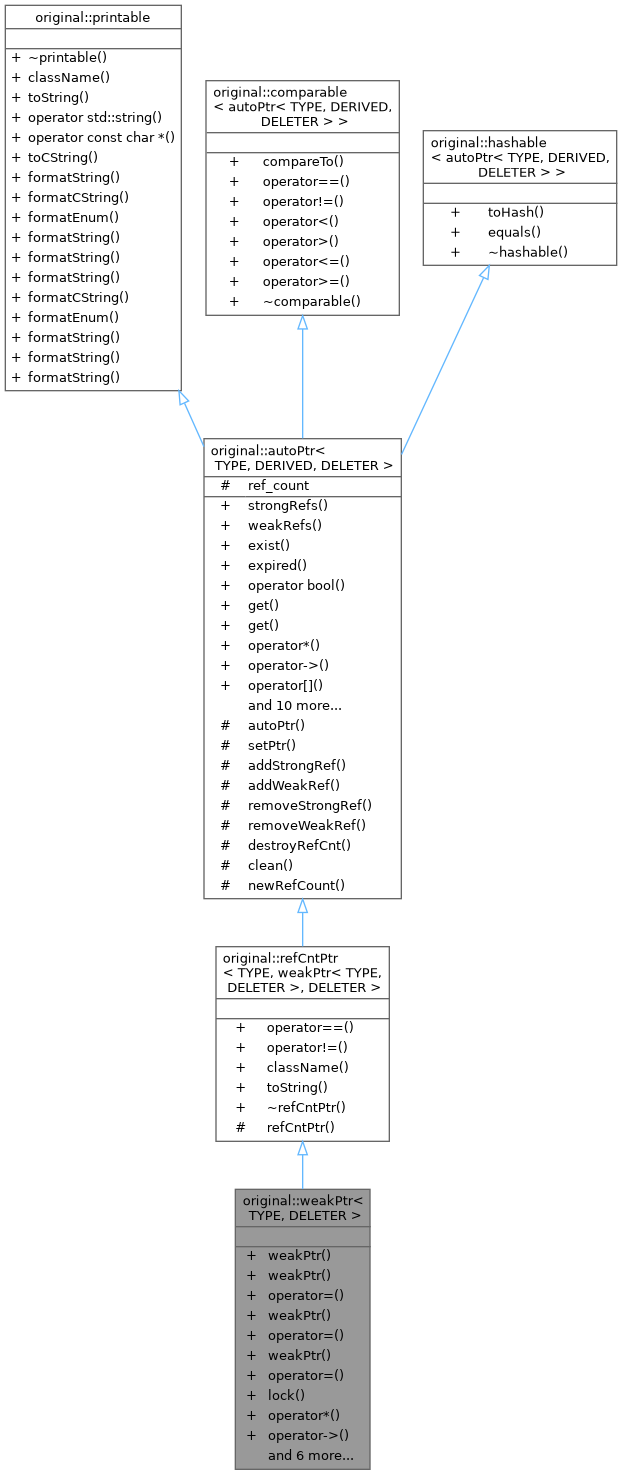 original::printable
+ ~printable()
+ className()
+ toString()
+ operator std::string()
+ operator const char *()
+ toCString()
+ formatString()
+ formatCString()
+ formatEnum()
+ formatString()
+ formatString()
+ formatString()
+ formatCString()
+ formatEnum()
+ formatString()
+ formatString()
+ formatString()
original::comparable
< autoPtr< TYPE, DERIVED,
DELETER > >
+ compareTo()
+ operator==()
+ operator!=()
+ operator<()
+ operator>()
+ operator<=()
+ operator>=()
+ ~comparable()
original::hashable
< autoPtr< TYPE, DERIVED,
DELETER > >
+ toHash()
+ equals()
+ ~hashable()
original::autoPtr<
TYPE, DERIVED, DELETER >
# ref_count
+ strongRefs()
+ weakRefs()
+ exist()
+ expired()
+ operator bool()
+ get()
+ get()
+ operator*()
+ operator->()
+ operator[]()
and 10 more...
# autoPtr()
# setPtr()
# addStrongRef()
# addWeakRef()
# removeStrongRef()
# removeWeakRef()
# destroyRefCnt()
# clean()
# newRefCount()
original::refCntPtr
< TYPE, weakPtr< TYPE,
DELETER >, DELETER >
+ operator==()
+ operator!=()
+ className()
+ toString()
+ ~refCntPtr()
# refCntPtr()
original::weakPtr<
TYPE, DELETER >
+ weakPtr()
+ weakPtr()
+ operator=()
+ weakPtr()
+ operator=()
+ weakPtr()
+ operator=()
+ lock()
+ operator*()
+ operator->()
and 6 more...